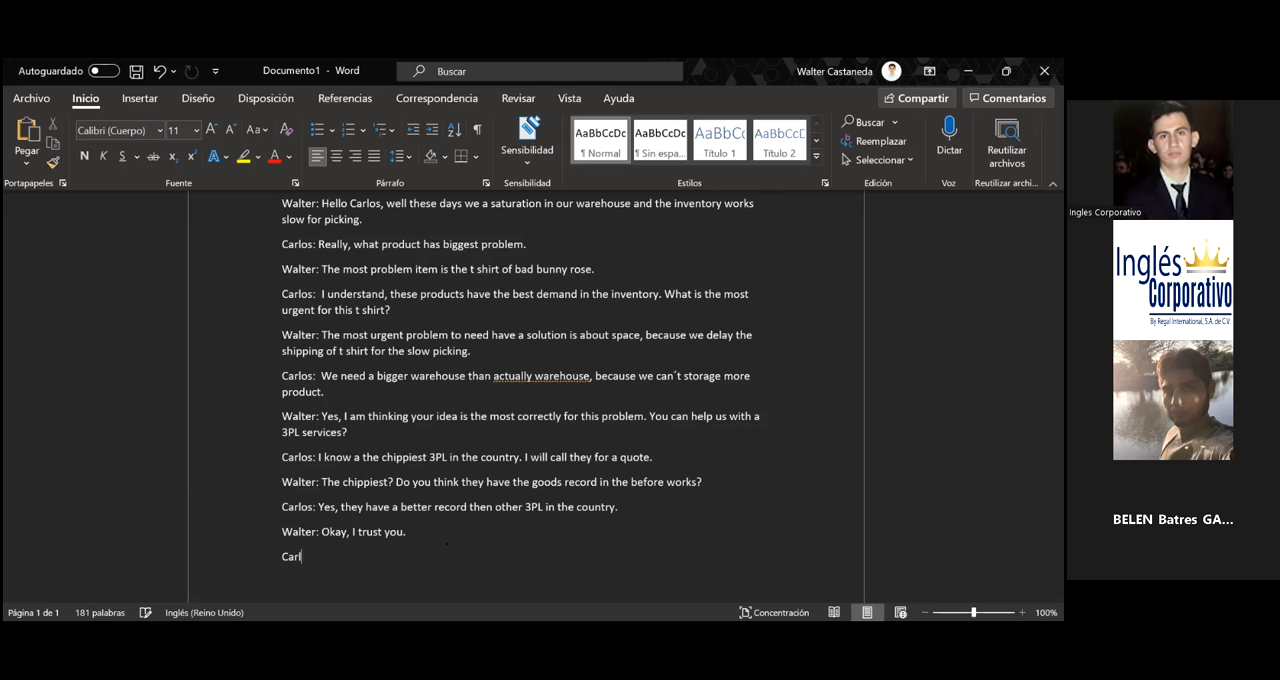 Autoguardado
Documento1 - Word
Buscar
Walter Castaneda
Archivo Inicio Insertar Diseño Disposición Referencias Correspondencia Revisar Vista Ayuda
Compartir Comentarios
Pegar
Calibri (Cuerpo) 11
Aa
N K S ab x₂ x² A A
Sensibilidad
AaBbCcDc AaBbCcDc AaBbC AaBbCcC
¶ Normal ¶ Sin espa... Título 1 Título 2
Buscar
Reemplazar
Seleccionar
Dictar
Reutilizar
archivos
Portapapeles Fuente Párrafo Sensibilidad Estilos Edición Voz Reutilizar archi...
Walter: Hello Carlos, well these days we a saturation in our warehouse and the inventory works
slow for picking.
Carlos: Really, what product has biggest problem.
Walter: The most problem item is the t shirt of bad bunny rose.
Carlos:  I understand, these products have the best demand in the inventory. What is the most
urgent for this t shirt?
Walter: The most urgent problem to need have a solution is about space, because we delay the
shipping of t shirt for the slow picking.
Carlos:  We need a bigger warehouse than actually warehouse, because we can´t storage more
product.
Walter: Yes, I am thinking your idea is the most correctly for this problem. You can help us with a
3PL services?
Carlos: I know a the chippiest 3PL in the country. I will call they for a quote.
Walter: The chippiest? Do you think they have the goods record in the before works?
Carlos: Yes, they have a better record then other 3PL in the country.
Walter: Okay, I trust you.
Carl
Página 1 de 1 181 palabras Inglés (Reino Unido)
Concentración
100%
Ingles Corporativo
Inglés
Corporativo
By Regal International, S.A. de C.V.
BELEN Batres GA...